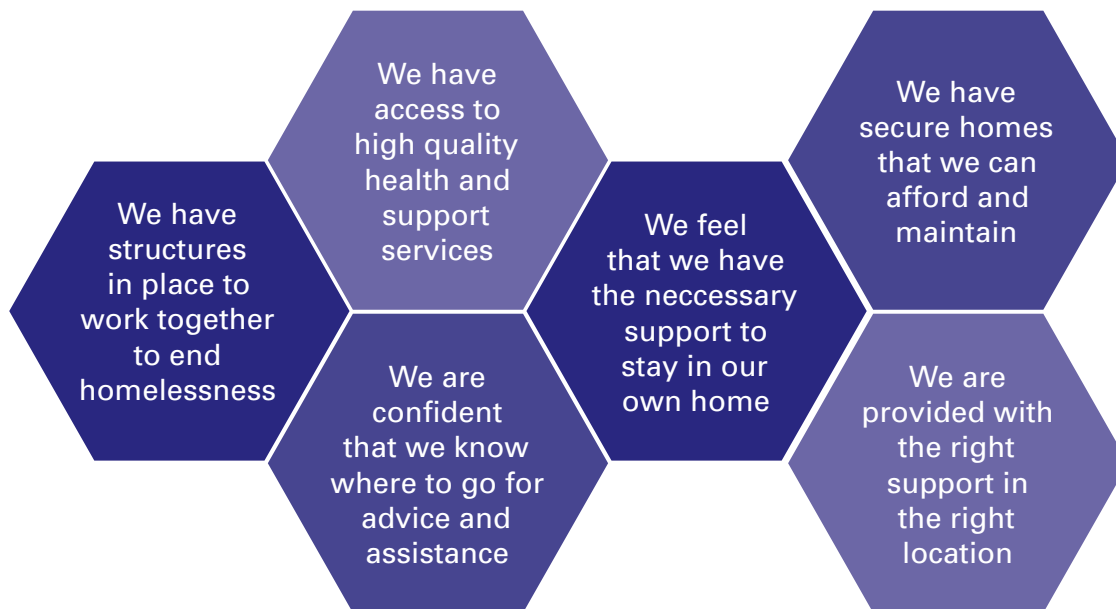 We have
structures
in place to
work together
to end
homelessness
We have
access to
high quality
health and
support
services
We are
confident
that we know
where to go for
advice and
assistance
We feel
that we have
the neccessary
support to
stay in our
own home
We have
secure homes
that we can
afford and
maintain
We are
provided with
the right
support in
the right
location